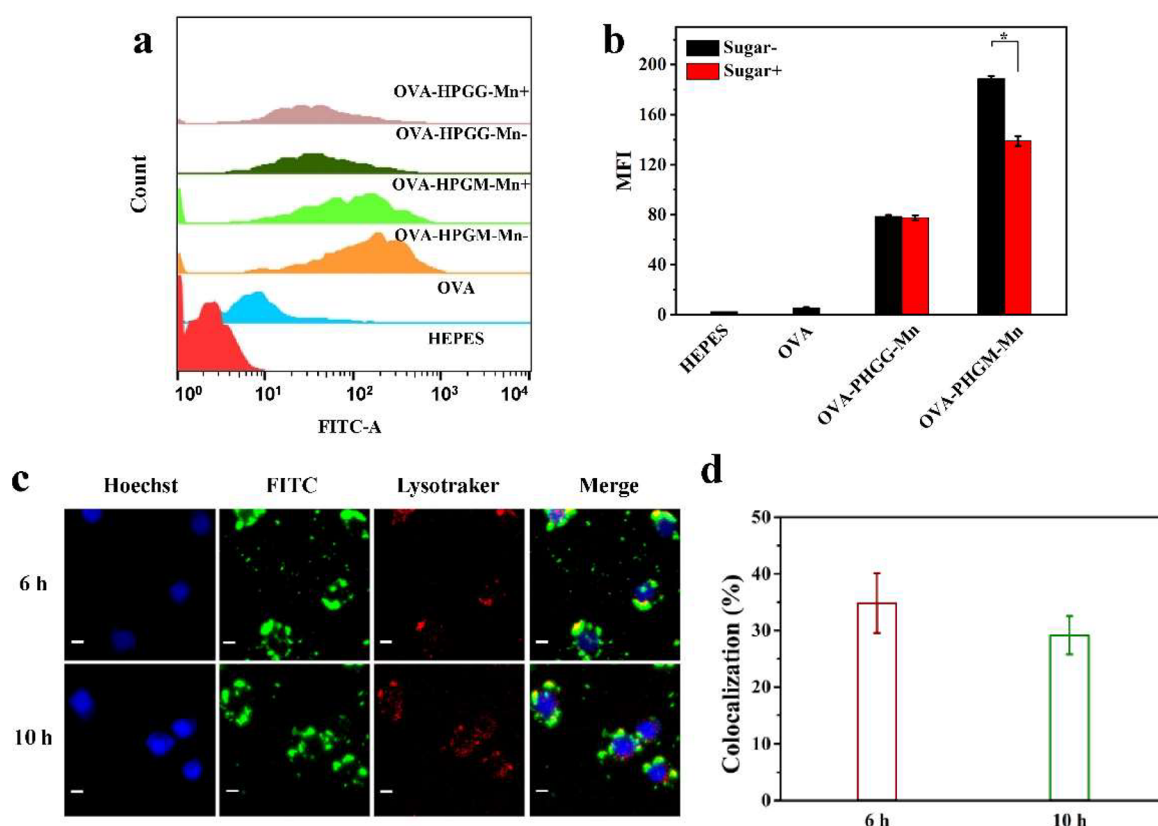 a
Count
OVA-HPGG-Mn+
OVA-HPGG-Mn-
OVA-HPGM-Mn+
OVA-HPGM-Mn-
OVA
HEPES
10⁰ 10¹ 10² 10³ 10⁴
FITC-A
b
Sugar-
Sugar+
*
MFI
200
160
120
80
40
0
HEPES
OVA
OVA-PHGG-Mn
OVA-PHGM-Mn
c
Hoechst FITC Lysotraker Merge
6 h
10 h
d
Colocalization (%)
50
40
30
20
10
0
6 h 10 h